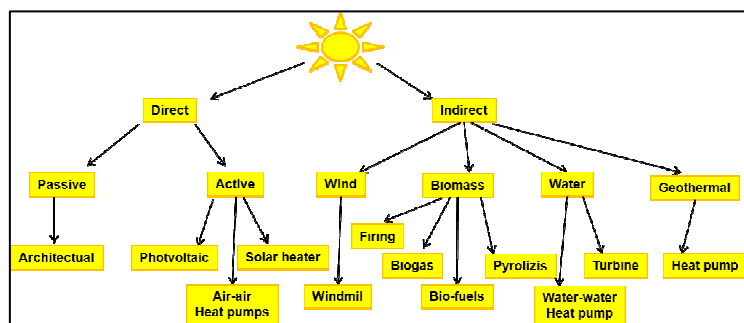 Direct
Indirect
Passive
Active
Wind
Biomass
Water
Geothermal
Firing
Architectual
Photvoltaic
Solar heater
Biogas
Pyrolizis
Turbine
Heat pump
Air-air
Heat pumps
Windmil
Bio-fuels
Water-water
Heat pump